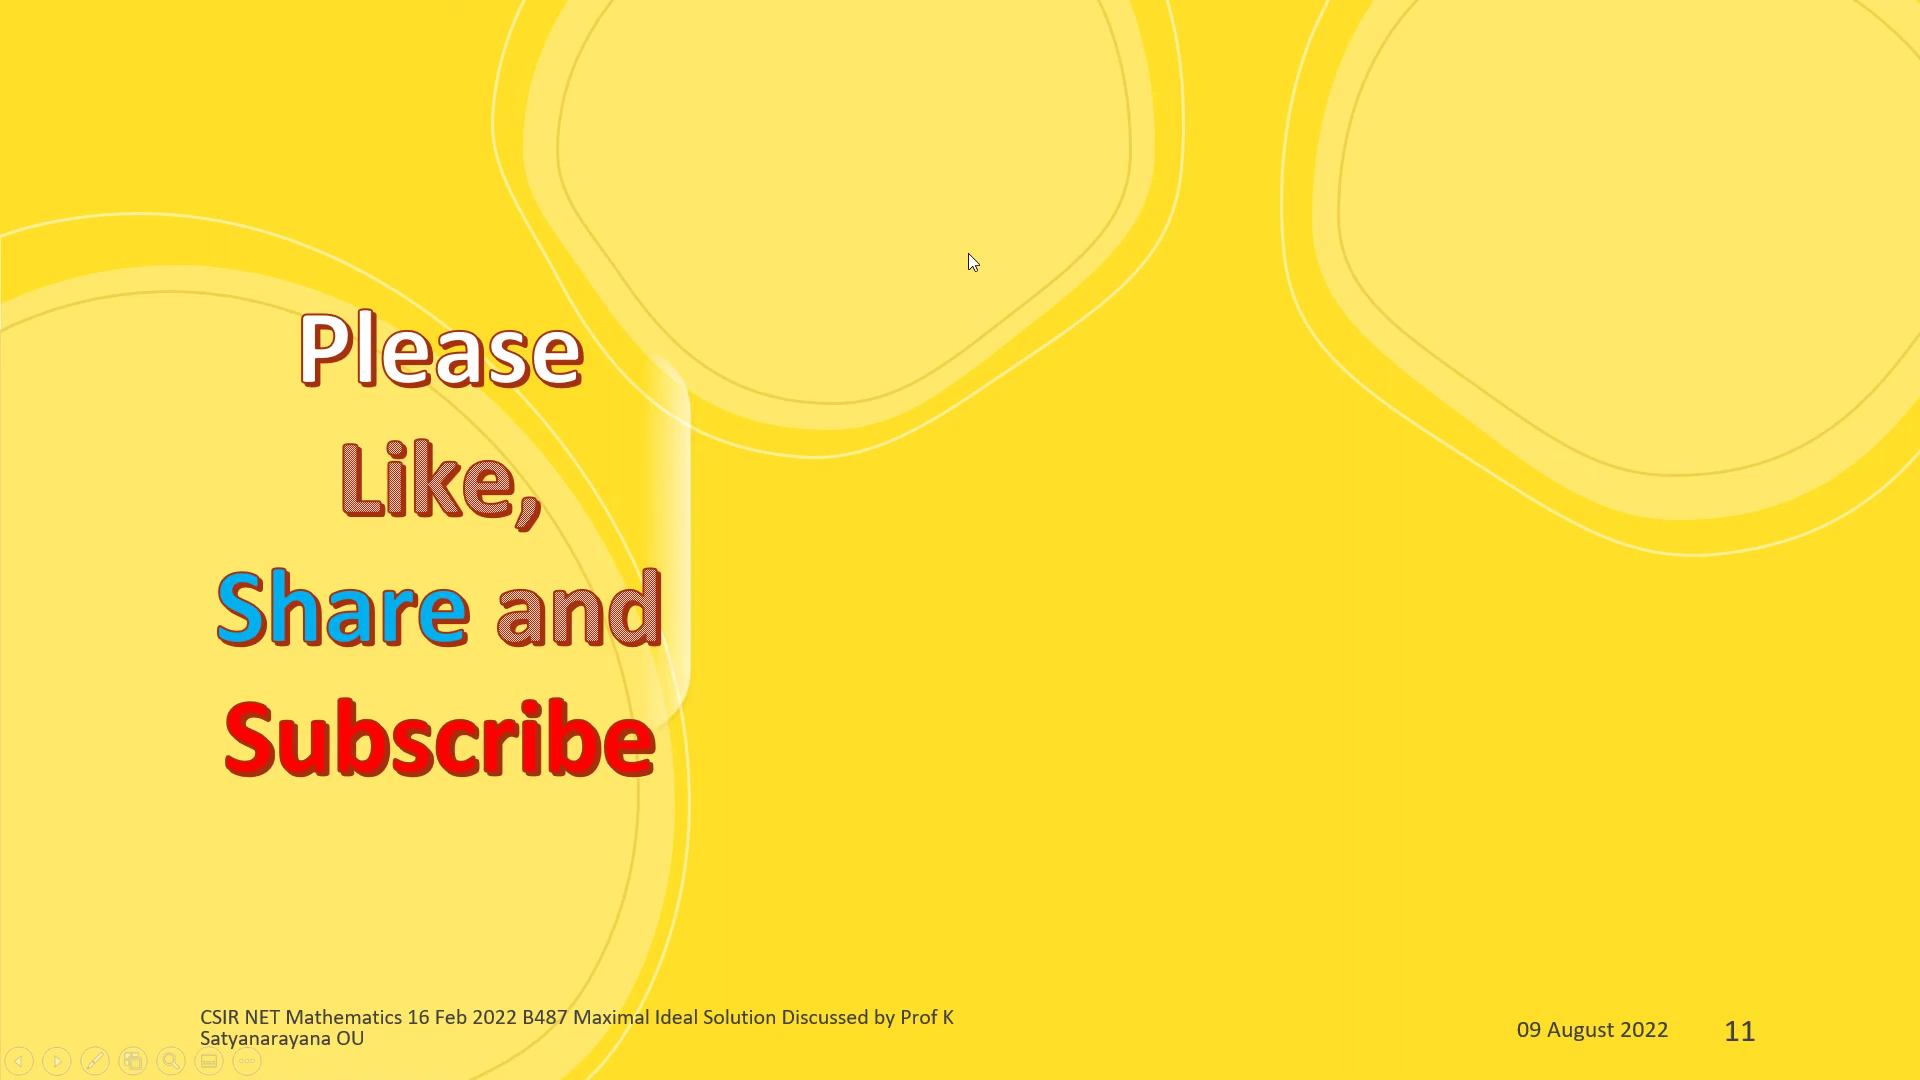 Please
Like,
Share and
Subscribe
CSIR NET Mathematics 16 Feb 2022 B487 Maximal Ideal Solution Discussed by Prof K
Satyanarayana OU
09 August 2022
11